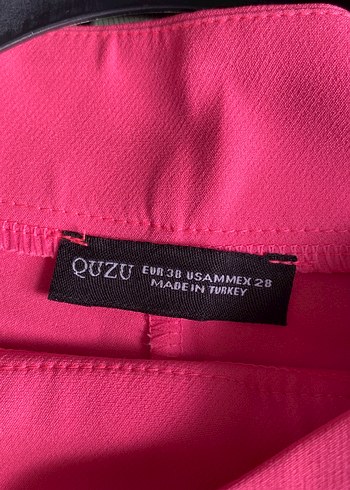 QUZU EUR 38 USAMMEX 28
MADE IN TURKEY